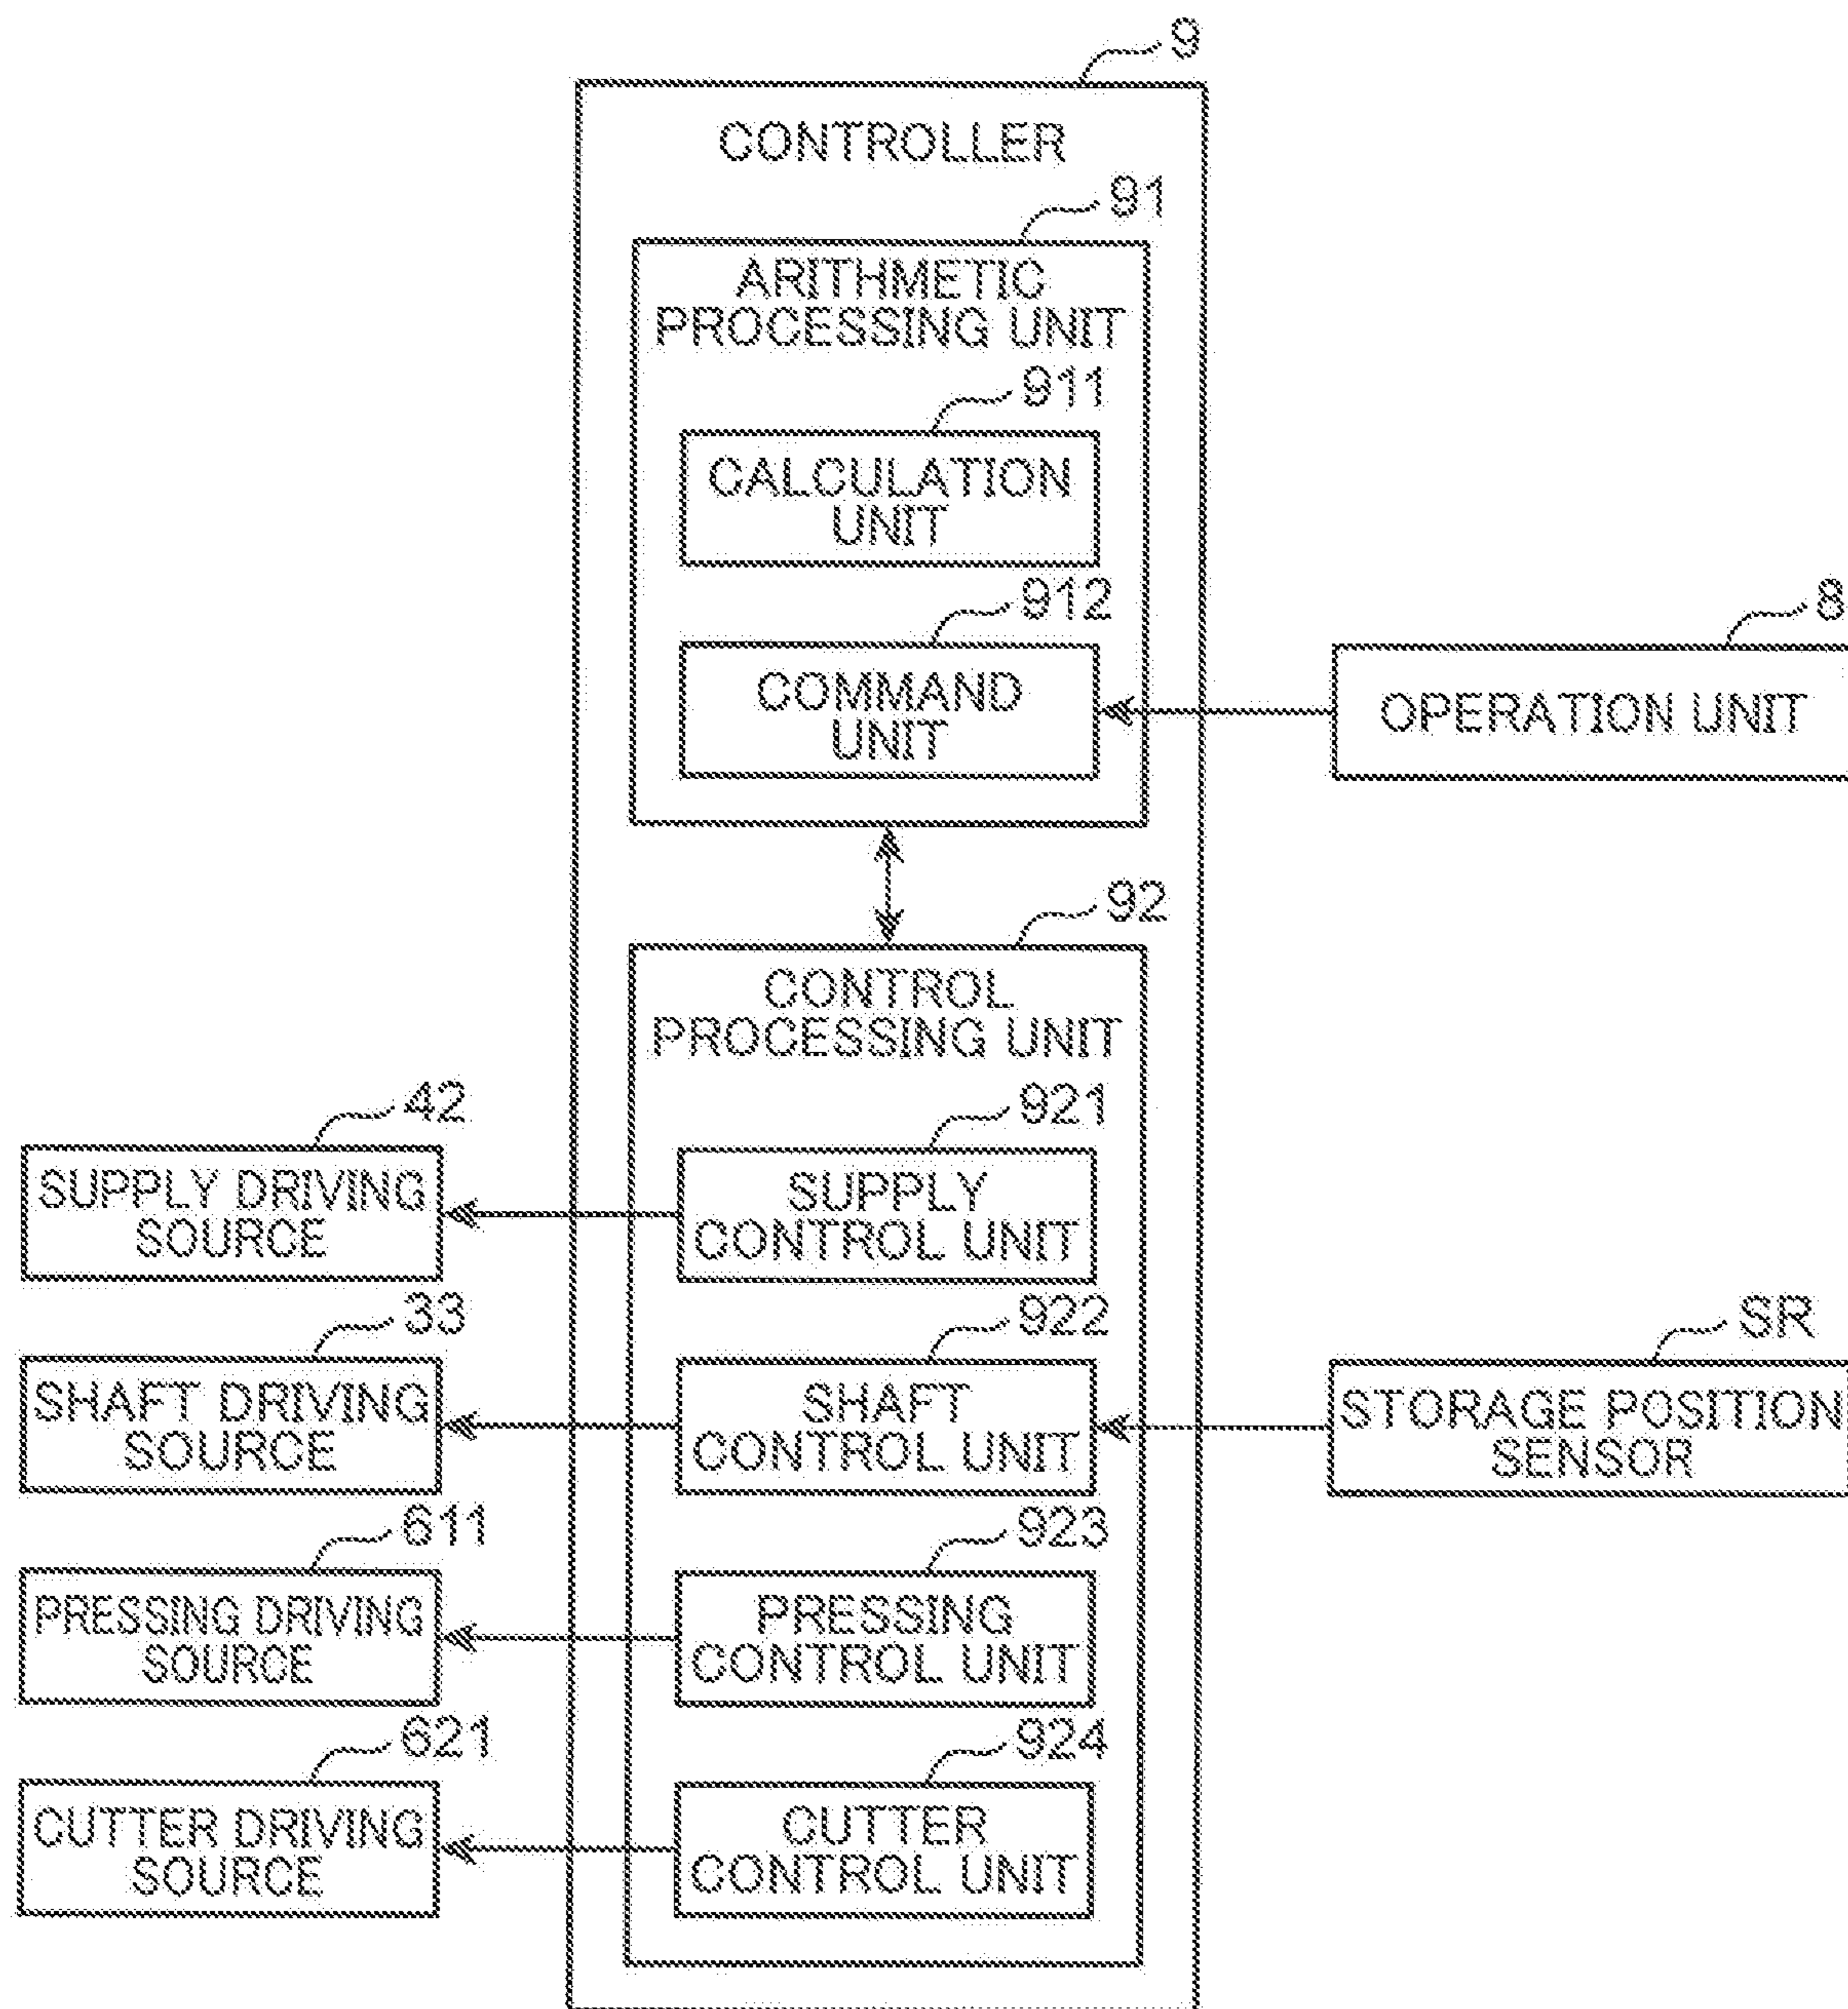 9
CONTROLLER
91
ARITHMETIC
PROCESSING UNIT
911
CALCULATION
UNIT
912
COMMAND
UNIT
8
OPERATION UNIT
92
CONTROL
PROCESSING UNIT
42
SUPPLY DRIVING
SOURCE
921
SUPPLY
CONTROL UNIT
33
SHAFT DRIVING
SOURCE
922
SHAFT
CONTROL UNIT
SR
STORAGE POSITION
SENSOR
611
PRESSING DRIVING
SOURCE
923
PRESSING
CONTROL UNIT
621
CUTTER DRIVING
SOURCE
924
CUTTER
CONTROL UNIT